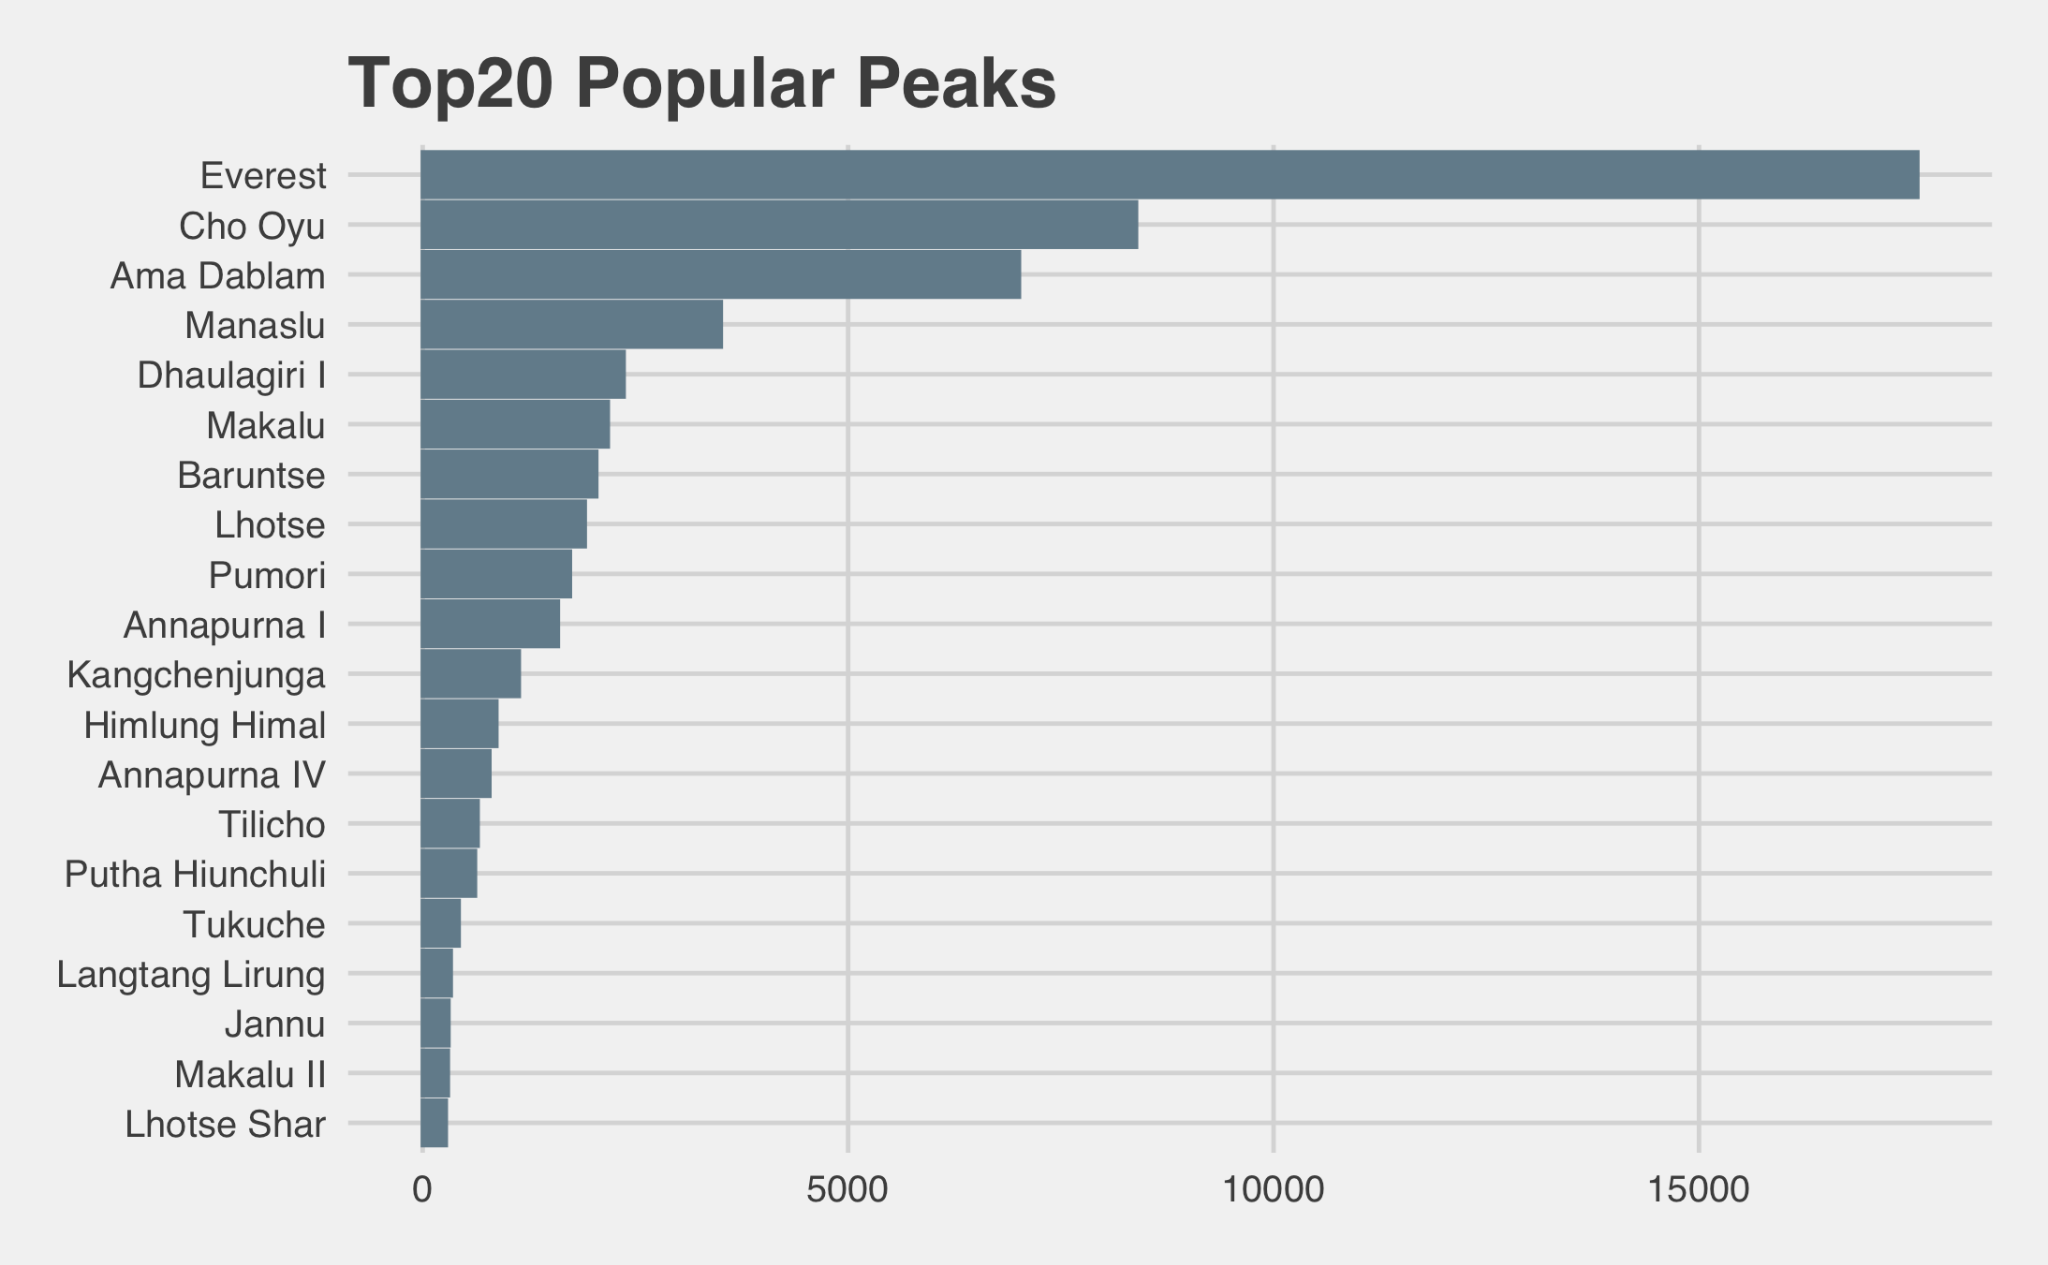 Top20 Popular Peaks
Everest
Cho Oyu
Ama Dablam
Manaslu
Dhaulagiri I
Makalu
Baruntse
Lhotse
Pumori
Annapurna I
Kangchenjunga
Himlung Himal
Annapurna IV
Tilicho
Putha Hiunchuli
Tukuche
Langtang Lirung
Jannu
Makalu II
Lhotse Shar
0 5000 10000 15000